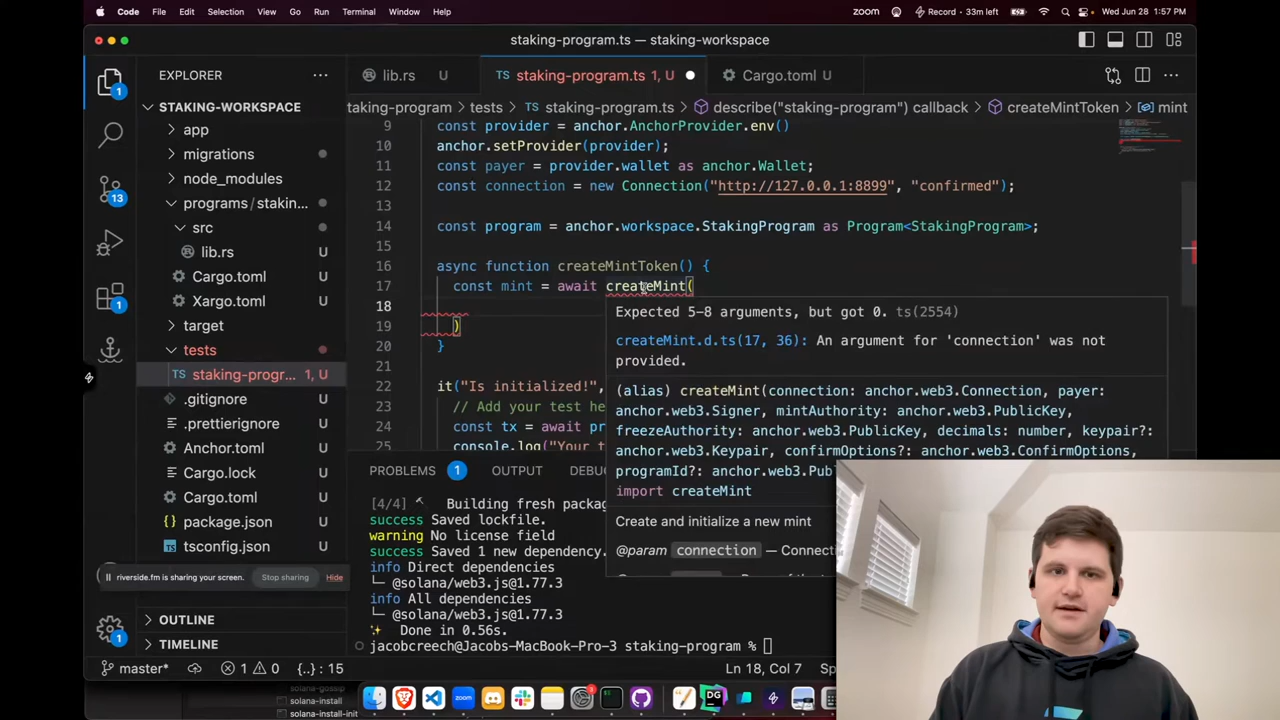 Code File Edit Selection View Go Run Terminal Window Help
zoom Record · 33m left Wed Jun 28 1:57 PM
staking-program.ts — staking-workspace
EXPLORER
lib.rs U
TS staking-program.ts 1, U
Cargo.toml U
STAKING-WORKSPACE
app
migrations
node_modules
programs/stakin...
src
lib.rs U
Cargo.toml U
Xargo.toml U
target
tests
TS staking-progr... 1, U
.gitignore U
.prettierignore U
Anchor.toml U
Cargo.lock U
Cargo.toml U
package.json U
tsconfig.json U
riverside.fm is sharing your screen. Stop sharing Hide
OUTLINE
TIMELINE
taking-program > tests > TS staking-program.ts > describe("staking-program") callback > createMintToken > mint
9 const provider = anchor.AnchorProvider.env()
10 anchor.setProvider(provider);
11 const payer = provider.wallet as anchor.Wallet;
12 const connection = new Connection("http://127.0.0.1:8899", "confirmed");
13
14 const program = anchor.workspace.StakingProgram as Program<StakingProgram>;
15
16 async function createMintToken() {
17 const mint = await createMint(
18
19 )
20 }
21
22 it("Is initialized!",
23 // Add your test he
24 const tx = await pr
25 console.log("Your t
Expected 5-8 arguments, but got 0. ts(2554)
createMint.d.ts(17, 36): An argument for 'connection' was not
provided.
(alias) createMint(connection: anchor.web3.Connection, payer:
anchor.web3.Signer, mintAuthority: anchor.web3.PublicKey,
freezeAuthority: anchor.web3.PublicKey, decimals: number, keypair?:
anchor.web3.Keypair, confirmOptions?: anchor.web3.ConfirmOptions,
programId?: anchor.web3.Pub
import createMint
Create and initialize a new mint
@param connection — Connecti
PROBLEMS 1 OUTPUT DEBU
[4/4] Building fresh packag
success Saved lockfile.
warning No license field
success Saved 1 new dependency.
info Direct dependencies
└─ @solana/web3.js@1.77.3
info All dependencies
└─ @solana/web3.js@1.77.3
Done in 0.56s.
jacobcreech@Jacobs-MacBook-Pro-3 staking-program %
master* 1 0 {..} : 15 Ln 18, Col 7 Sp
solana-gossip
solana-install
solana-install-init
zoom
DG